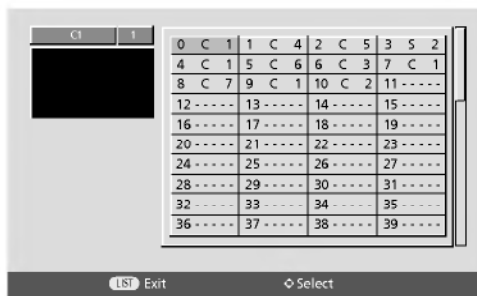 C1 1
0 C 1 1 C 4 2 C 5 3 S 2
4 C 1 5 C 6 6 C 3 7 C 1
8 C 7 9 C 1 10 C 2 11 - - - - -
12 - - - - - 13 - - - - - 14 - - - - - 15 - - - - -
16 - - - - - 17 - - - - - 18 - - - - - 19 - - - - -
20 - - - - - 21 - - - - - 22 - - - - - 23 - - - - -
24 - - - - - 25 - - - - - 26 - - - - - 27 - - - - -
28 - - - - - 29 - - - - - 30 - - - - - 31 - - - - -
32 - - - - - 33 - - - - - 34 - - - - - 35 - - - - -
36 - - - - - 37 - - - - - 38 - - - - - 39 - - - - -
LIST Exit Select